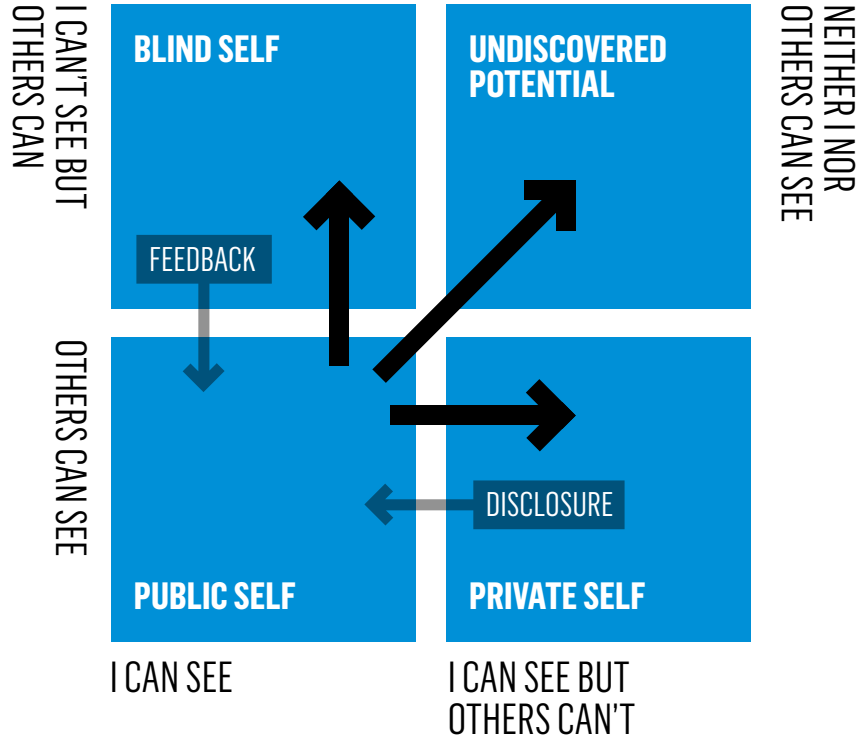 I CAN'T SEE BUT
OTHERS CAN
BLIND SELF
UNDISCOVERED
POTENTIAL
NEITHER I NOR
OTHERS CAN SEE
FEEDBACK
OTHERS CAN SEE
DISCLOSURE
PUBLIC SELF
PRIVATE SELF
I CAN SEE
I CAN SEE BUT
OTHERS CAN'T